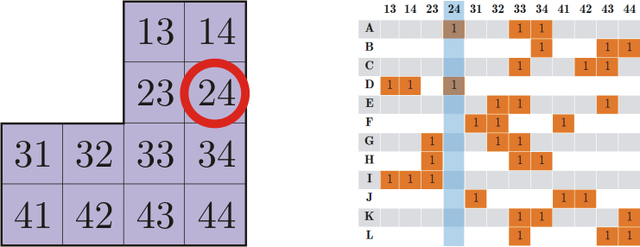 13 14
23 24
31 32 33 34
41 42 43 44
13 14 23 24 31 32 33 34 41 42 43 44
A 1 1 1
B 1 1 1
C 1 1 1
D 1 1 1
E 1 1 1
F 1 1 1
G 1 1 1
H 1 1 1
I 1 1 1
J 1 1 1
K 1 1 1
L 1 1 1